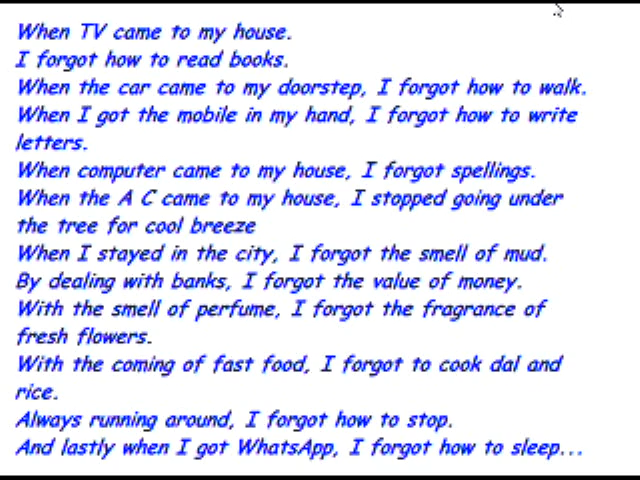 When TV came to my house.
I forgot how to read books.
When the car came to my doorstep, I forgot how to walk.
When I got the mobile in my hand, I forgot how to write
letters.
When computer came to my house, I forgot spellings.
When the A C came to my house, I stopped going under
the tree for cool breeze
When I stayed in the city, I forgot the smell of mud.
By dealing with banks, I forgot the value of money.
With the smell of perfume, I forgot the fragrance of
fresh flowers.
With the coming of fast food, I forgot to cook dal and
rice.
Always running around, I forgot how to stop.
And lastly when I got WhatsApp, I forgot how to sleep...